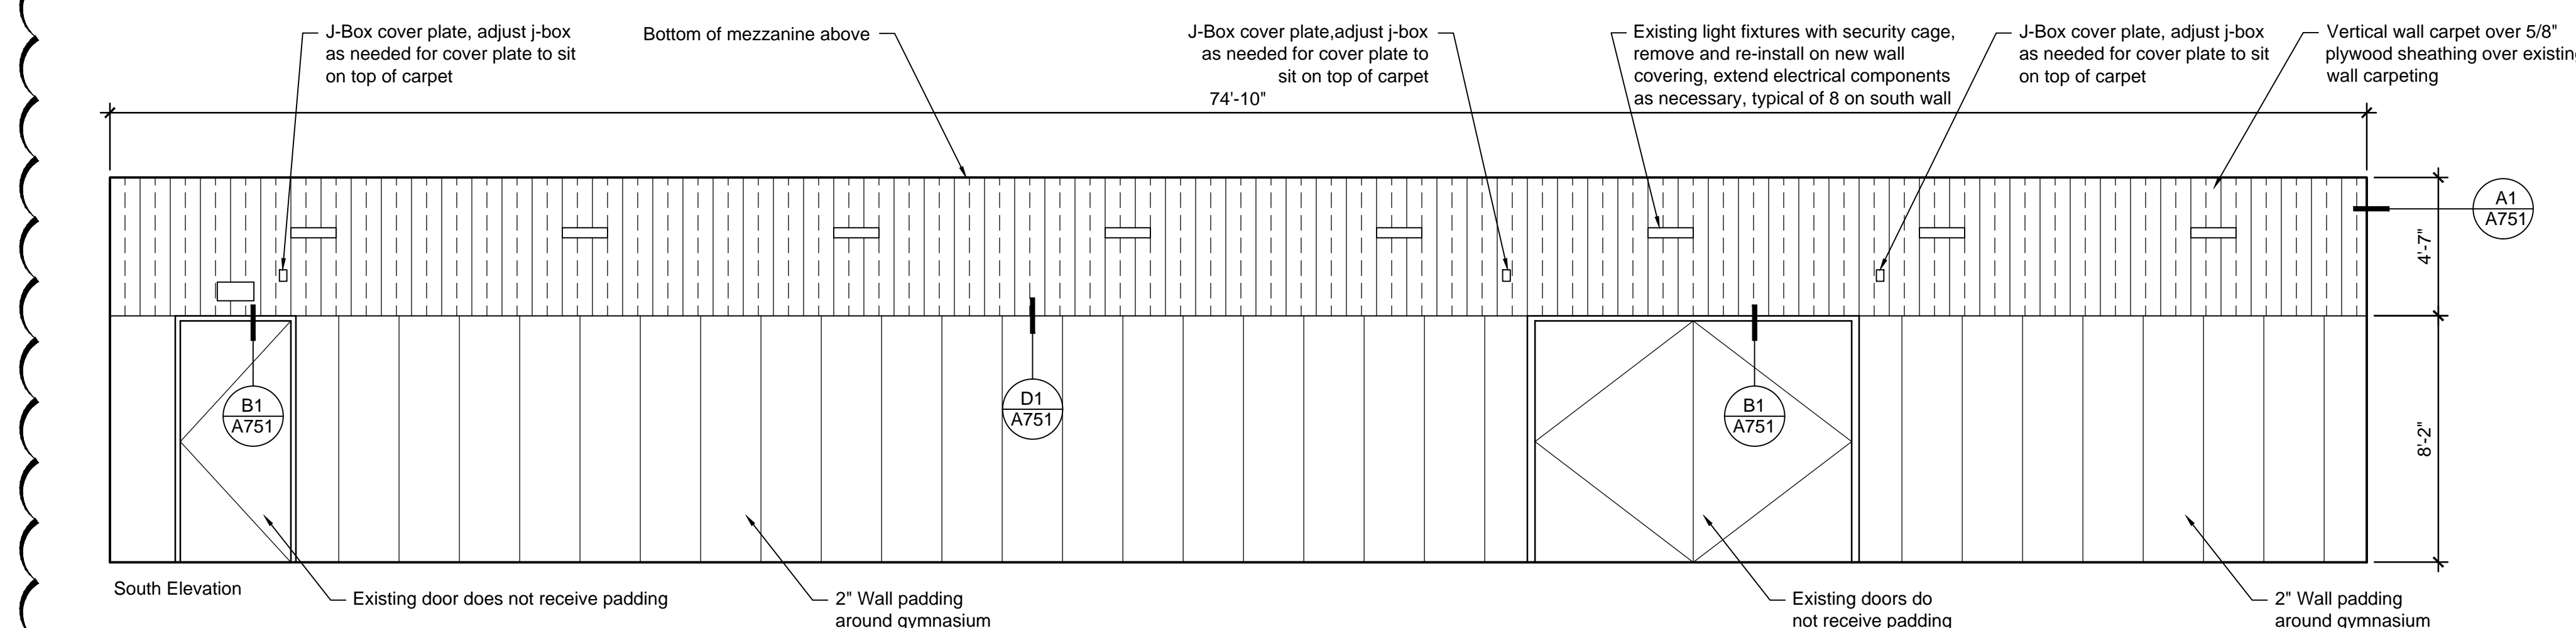 J-Box cover plate, adjust j-box
as needed for cover plate to sit
on top of carpet
Bottom of mezzanine above
J-Box cover plate,adjust j-box
as needed for cover plate to
sit on top of carpet
Existing light fixtures with security cage,
remove and re-install on new wall
covering, extend electrical components
as necessary, typical of 8 on south wall
J-Box cover plate, adjust j-box
as needed for cover plate to sit
on top of carpet
Vertical wall carpet over 5/8"
plywood sheathing over existing
wall carpeting
74'-10"
A1
A751
4'-7"
B1
A751
D1
A751
B1
A751
8'-2"
South Elevation
Existing door does not receive padding
2" Wall padding
around gymnasium
Existing doors do
not receive padding
2" Wall padding
around gymnasium